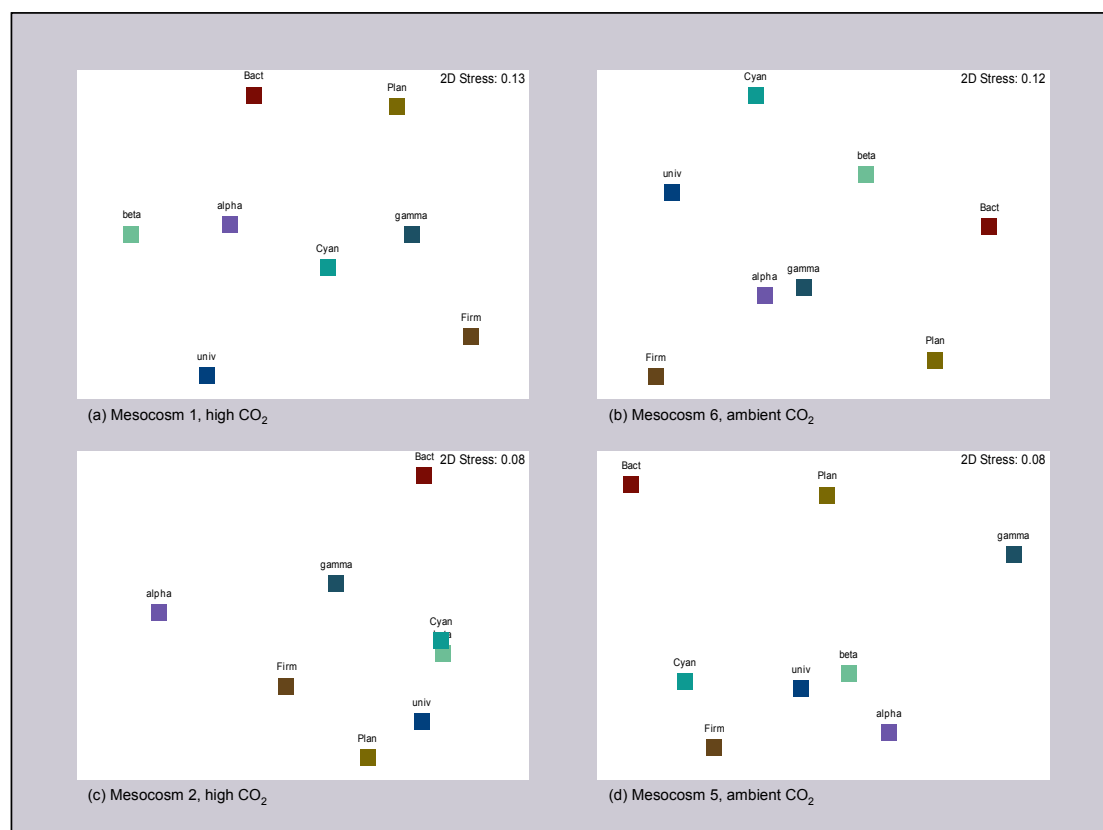 Bact
2D Stress: 0.13
Plan
beta
alpha
gamma
Cyan
Firm
univ
(a) Mesocosm 1, high CO2
Cyan
2D Stress: 0.12
beta
univ
Bact
gamma
alpha
Plan
Firm
(b) Mesocosm 6, ambient CO2
Bact
2D Stress: 0.08
gamma
alpha
Cyan
Firm
univ
Plan
(c) Mesocosm 2, high CO2
2D Stress: 0.08
Bact
Plan
gamma
beta
Cyan
univ
alpha
Firm
(d) Mesocosm 5, ambient CO2